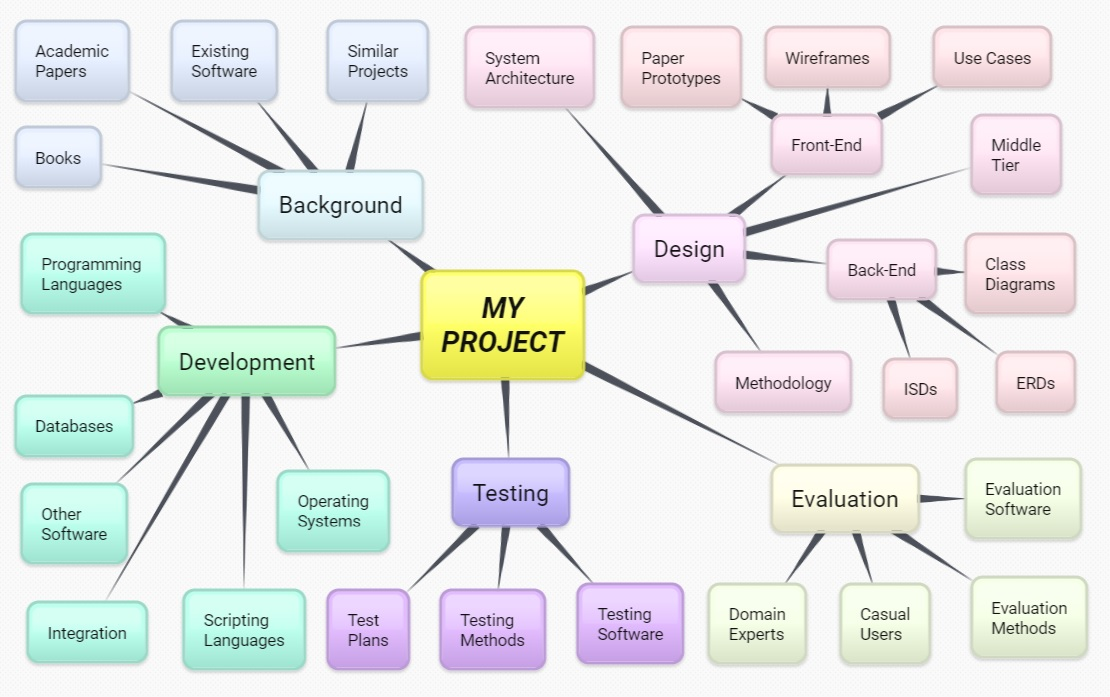 Academic
Papers
Existing
Software
Similar
Projects
System
Architecture
Paper
Prototypes
Wireframes
Use Cases
Books
Front-End
Middle
Tier
Background
Design
Programming
Languages
Back-End
Class
Diagrams
MY
PROJECT
Development
Methodology
ISDs
ERDs
Databases
Other
Software
Operating
Systems
Testing
Evaluation
Evaluation
Software
Integration
Scripting
Languages
Test
Plans
Testing
Methods
Testing
Software
Domain
Experts
Casual
Users
Evaluation
Methods